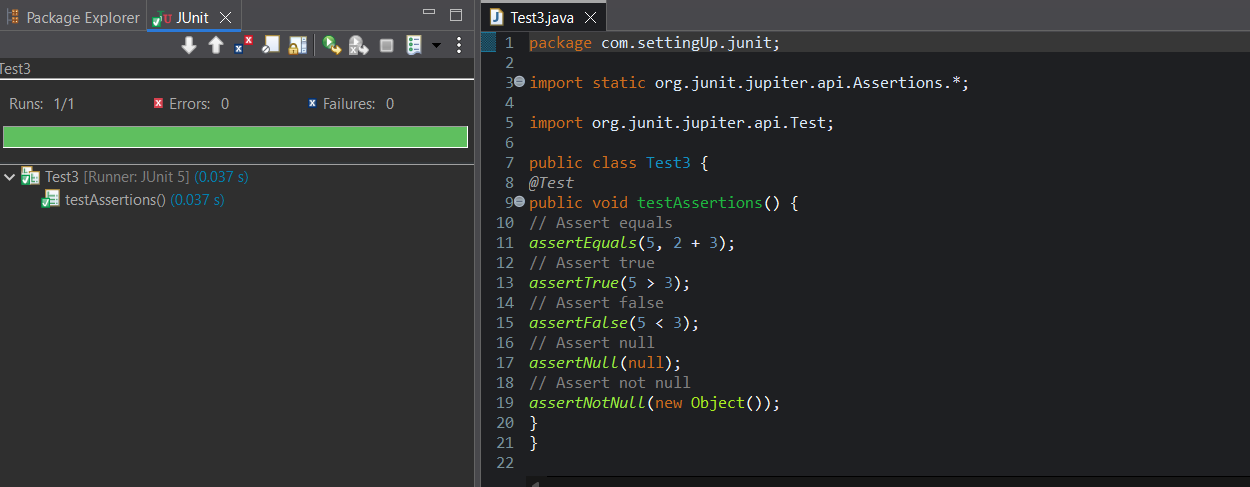 Package Explorer
JUnit
Test3
Runs: 1/1
Errors: 0
Failures: 0
Test3 [Runner: JUnit 5] (0.037 s)
testAssertions() (0.037 s)
Test3.java
1 package com.settingUp.junit;
2
3 import static org.junit.jupiter.api.Assertions.*;
4
5 import org.junit.jupiter.api.Test;
6
7 public class Test3 {
8 @Test
9 public void testAssertions() {
10 // Assert equals
11 assertEquals(5, 2 + 3);
12 // Assert true
13 assertTrue(5 > 3);
14 // Assert false
15 assertFalse(5 < 3);
16 // Assert null
17 assertNull(null);
18 // Assert not null
19 assertNotNull(new Object());
20 }
21 }
22